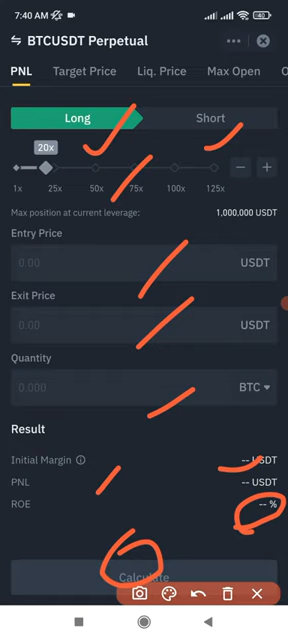 7:40 AM
40
BTCUSDT Perpetual
PNL Target Price Liq. Price Max Open
Long Short
20x
1x 25x 50x 75x 100x 125x
Max position at current leverage: 1,000,000 USDT
Entry Price
0.00 USDT
Exit Price
0.00 USDT
Quantity
0.000 BTC
Result
Initial Margin -- USDT
PNL -- USDT
ROE -- %
Calculate